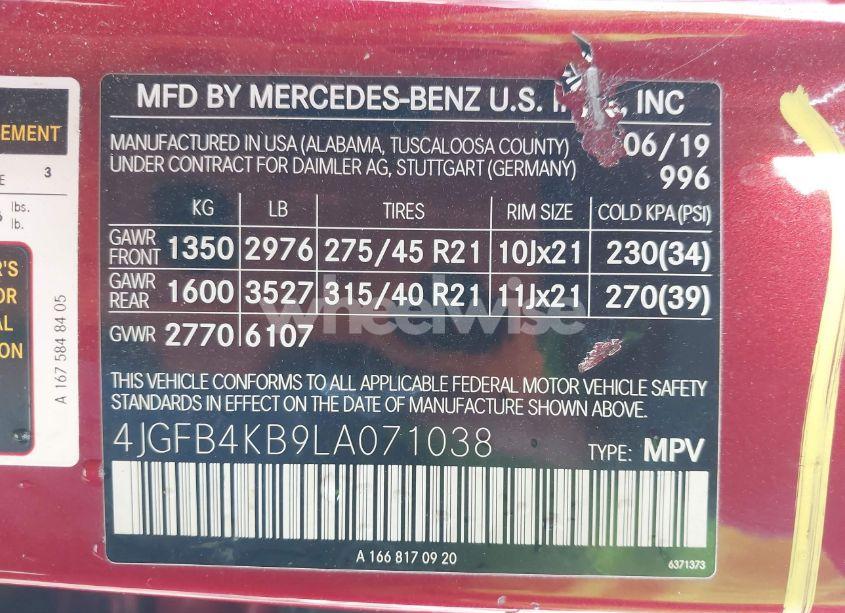 EMENT
E 3
lbs.
lb.
R'S
OR
AL
ION
A 167 584 84 05
MFD BY MERCEDES-BENZ U.S. INC
MANUFACTURED IN USA (ALABAMA, TUSCALOOSA COUNTY) 06/19
UNDER CONTRACT FOR DAIMLER AG, STUTTGART (GERMANY) 996
KG LB TIRES RIM SIZE COLD KPA(PSI)
GAWR FRONT 1350 2976 275/45 R21 10Jx21 230(34)
GAWR REAR 1600 3527 315/40 R21 11Jx21 270(39)
GVWR 2770 6107
wheelwise
THIS VEHICLE CONFORMS TO ALL APPLICABLE FEDERAL MOTOR VEHICLE SAFETY
STANDARDS IN EFFECT ON THE DATE OF MANUFACTURE SHOWN ABOVE.
4JGFB4KB9LA071038 TYPE: MPV
A 166 817 09 20
6371373